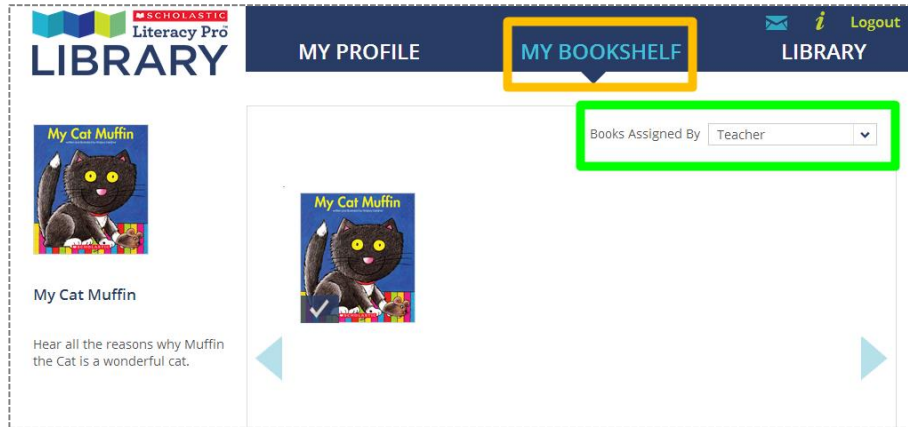 SCHOLASTIC
Literacy Pro
LIBRARY
MY PROFILE
MY BOOKSHELF
LIBRARY
i Logout
Books Assigned By Teacher
My Cat Muffin
My Cat Muffin
My Cat Muffin
Hear all the reasons why Muffin
the Cat is a wonderful cat.